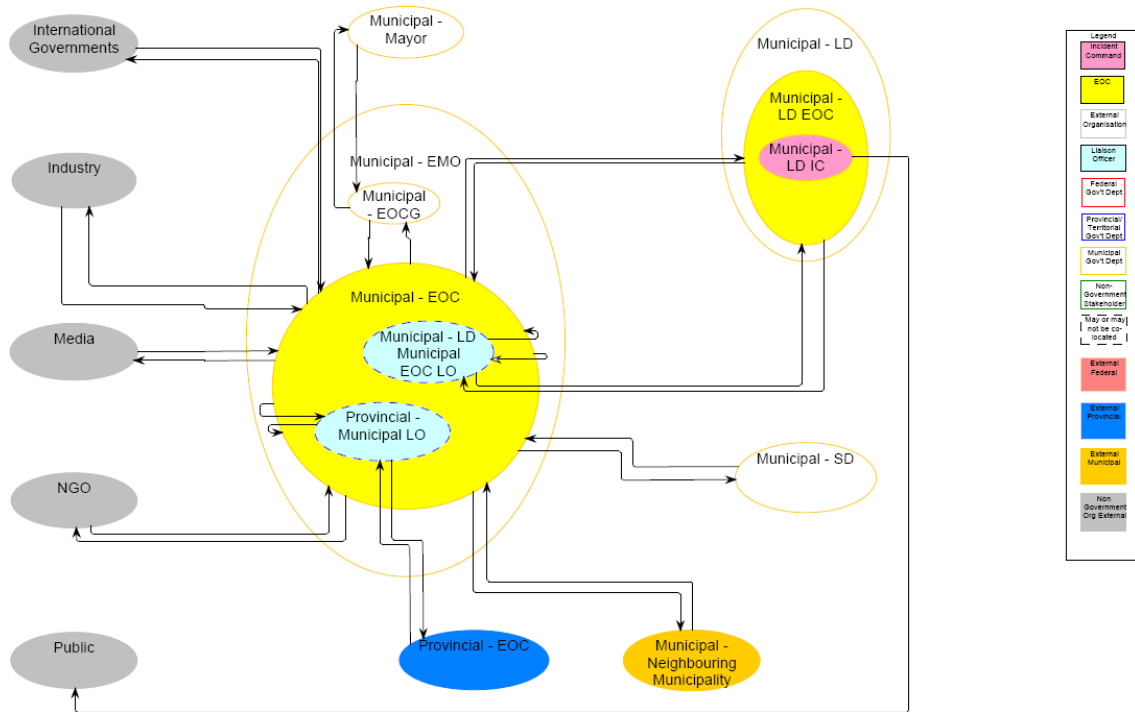 International
Governments
Municipal -
Mayor
Municipal - LD
Municipal -
LD EOC
Municipal -
LD IC
Industry
Municipal - EMO
Municipal
- EOCG
Municipal - EOC
Media
Municipal - LD
Municipal
EOC LO
Provincial -
Municipal LO
Municipal - SD
NGO
Public
Provincial - EOC
Municipal -
Neighbouring
Municipality
Legend
Incident
Command
EOC
External
Organisation
Liaison
Officer
Federal
Gov't Dept
Provincial/
Territorial
Gov't Dept
Municipal
Gov't Dept
Non-
Government
Stakeholder
May or may
not be co-
located
External
Federal
External
Provincial
External
Municipal
Non
Government
Org External